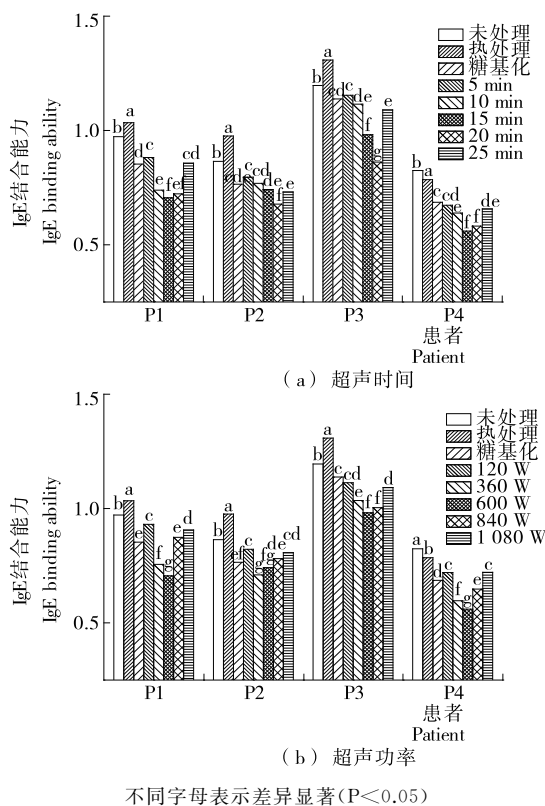 1.5
未处理
热处理
糖基化
5 min
10 min
15 min
20 min
25 min
IgE结合能力
IgE binding ability
1.0
0.5
b a d c e f ef cd
b a cd c cd de f e
b a cd c de f g e
b a c cd e f f de
P1 P2 P3 P4
患者
Patient
(a) 超声时间
1.5
未处理
热处理
糖基化
120 W
360 W
600 W
840 W
1 080 W
IgE结合能力
IgE binding ability
1.0
0.5
b a e c f g e d
b a ef c g fg de cd
b a c cd e f f d
a b d c f g e c
P1 P2 P3 P4
患者
Patient
(b) 超声功率
不同字母表示差异显著(P<0.05)